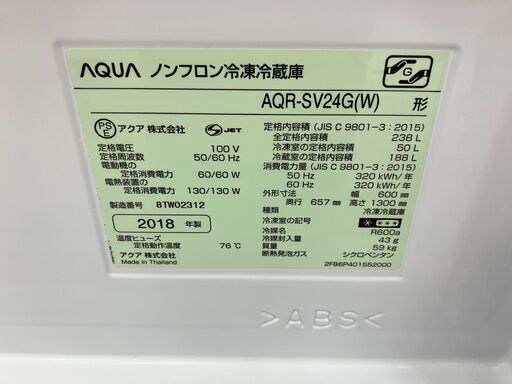 AQUA ノンフロン冷凍冷蔵庫
AQR-SV24G(W) 形
PS E アクア 株式会社 S JET
定格電圧 100 V
定格周波数 50/60 Hz
電動機の
定格消費電力 60/60 W
電熱装置の
定格消費電力 130/130 W
製造番号 8TW02312
2018 年製
温度ヒューズ
定格動作温度 76℃
アクア 株式会社
Made in Thailand
G
定格内容積 (JIS C 9801-3 : 2015)
全定格内容積 238 L
冷凍室の定格内容積 50 L
冷蔵室の定格内容積 188 L
消費電力量 (JIS C 9801-3 : 2015)
50 Hz 320 kWh/年
60 Hz 320 kWh/年
外形寸法 幅 600 mm
奥行 657 mm 高さ 1300 mm
種類 冷凍冷蔵庫
冷凍室の記号
冷媒名 R600a
冷媒封入量 43 g
質量 59 kg
断熱発泡ガス シクロペンタン
2FB6P401552000
>ABS<